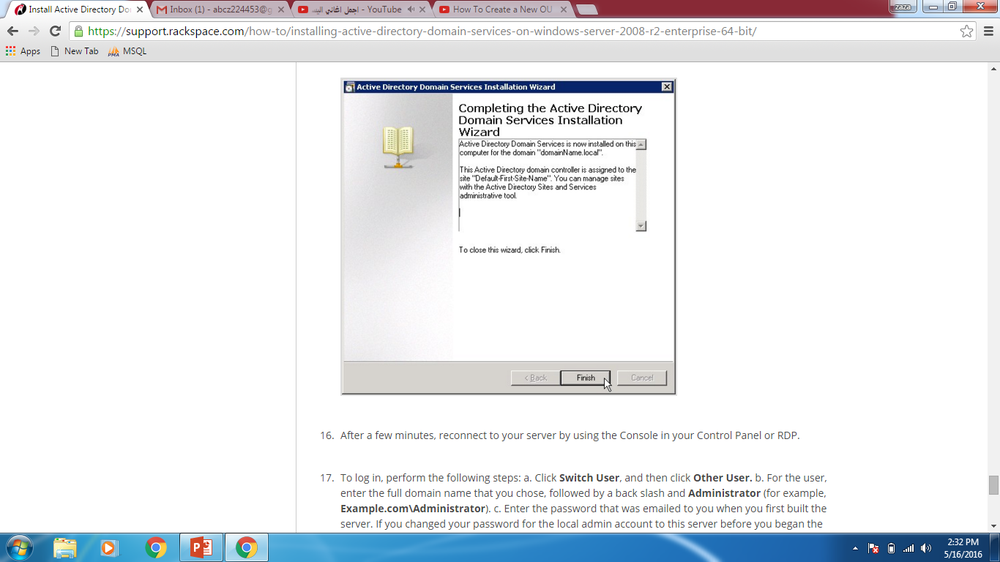 Install Active Directory Do
Inbox (1) - abcz224453@g
اجمل اغاني - YouTube
How To Create a New OU
zaza
https://support.rackspace.com/how-to/installing-active-directory-domain-services-on-windows-server-2008-r2-enterprise-64-bit/
Apps
New Tab
MSQL
Active Directory Domain Services Installation Wizard
Completing the Active Directory
Domain Services Installation
Wizard
Active Directory Domain Services is now installed on this
computer for the domain "domainName.local".
This Active Directory domain controller is assigned to the
site "Default-First-Site-Name". You can manage sites
with the Active Directory Sites and Services
administrative tool.
To close this wizard, click Finish.
< Back
Finish
Cancel
16. After a few minutes, reconnect to your server by using the Console in your Control Panel or RDP.
17. To log in, perform the following steps: a. Click Switch User, and then click Other User. b. For the user,
enter the full domain name that you chose, followed by a back slash and Administrator (for example,
Example.com\Administrator). c. Enter the password that was emailed to you when you first built the
server. If you changed your password for the local admin account to this server before you began the
2:32 PM
5/16/2016